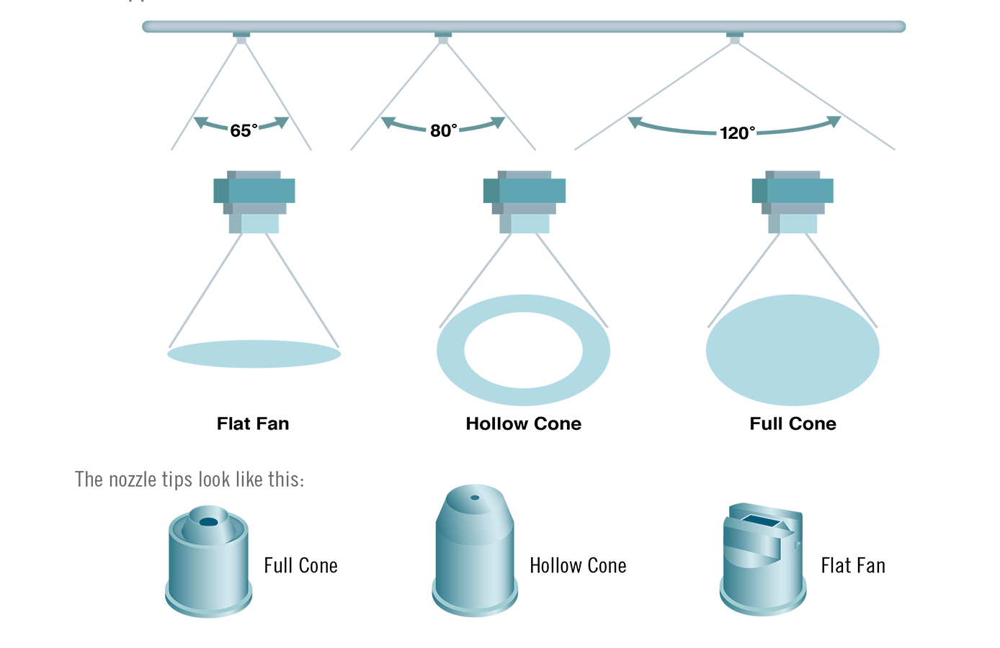 65°
80°
120°
Flat Fan
Hollow Cone
Full Cone
The nozzle tips look like this:
Full Cone
Hollow Cone
Flat Fan